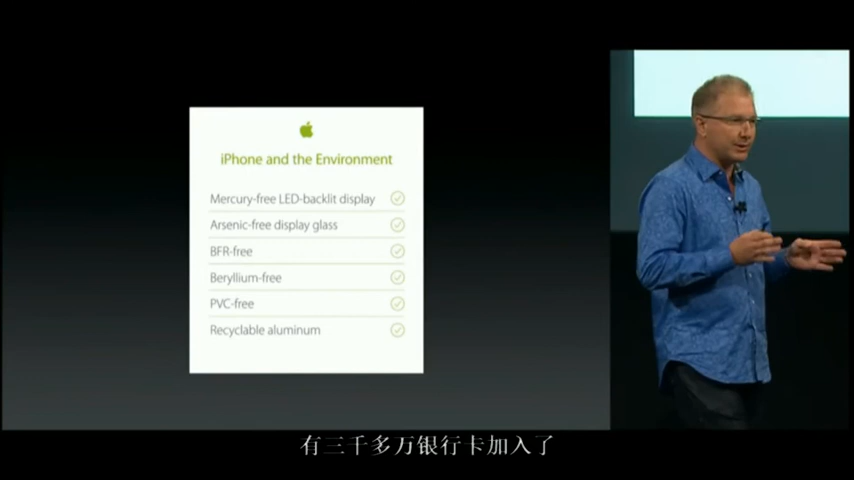 iPhone and the Environment
Mercury-free LED-backlit display
Arsenic-free display glass
BFR-free
Beryllium-free
PVC-free
Recyclable aluminum
有三千多万银行卡加入了